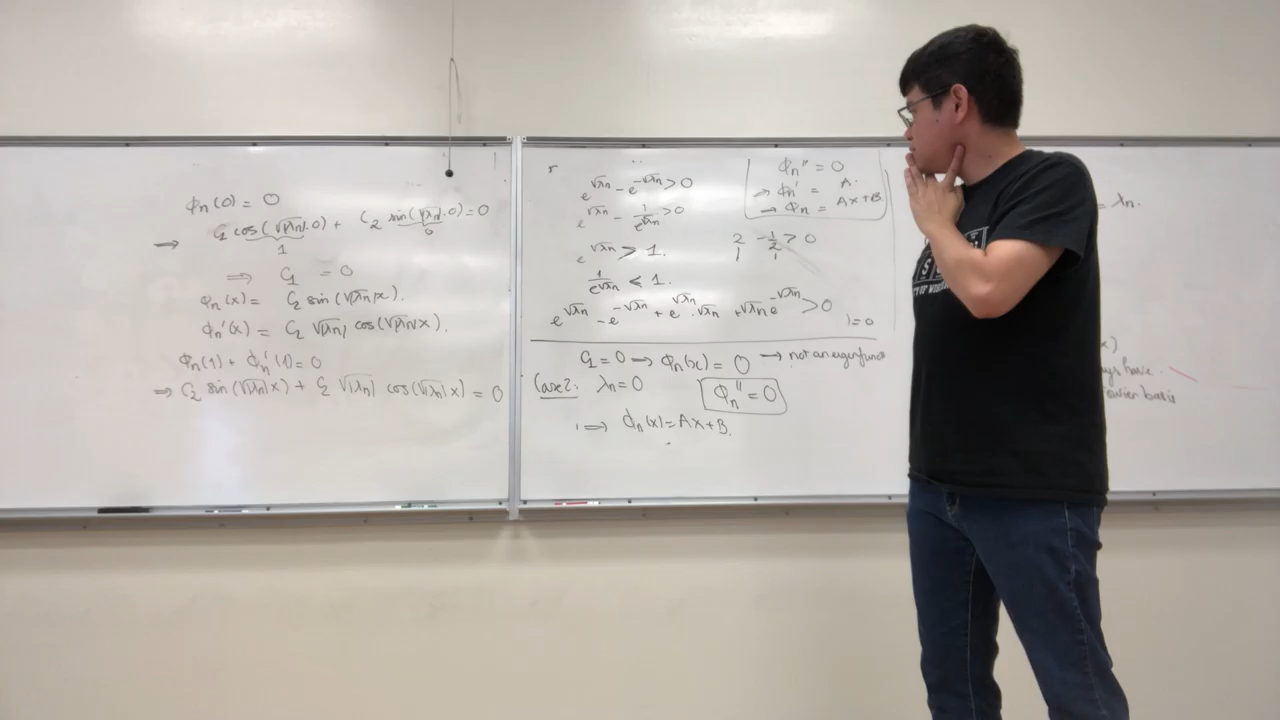 ϕn(0) = 0
⇒ C1 cos(√|λn|·0) + C2 sin(√|λn|·0) = 0
1 0
⇒ C1 = 0
φn(x) = C2 sin(√|λn| x).
ϕn'(x) = C2 √|λn| cos(√|λn| x).
ϕn(1) + ϕn'(1) = 0
⇒ C2 sin(√|λn| x) + C2 √|λn| cos(√|λn| x) = 0
e^√λn - e^-√λn > 0
e^√λn - 1/e^√λn > 0
e^√λn > 1.
1/e^√λn < 1.
e^√λn - e^-√λn + e^√λn·√λn + √λn e^-√λn > 0
ϕn'' = 0
→ ϕn' = A.
→ ϕn = Ax+B
2 - 1/2 > 0
)=0
C1 = 0 → ϕn(x) = 0 → not an eigenfunc
Case 2: λn = 0
ϕn'' = 0
⇒ ϕn(x) = Ax+B.
= λn.
x)
have
basis